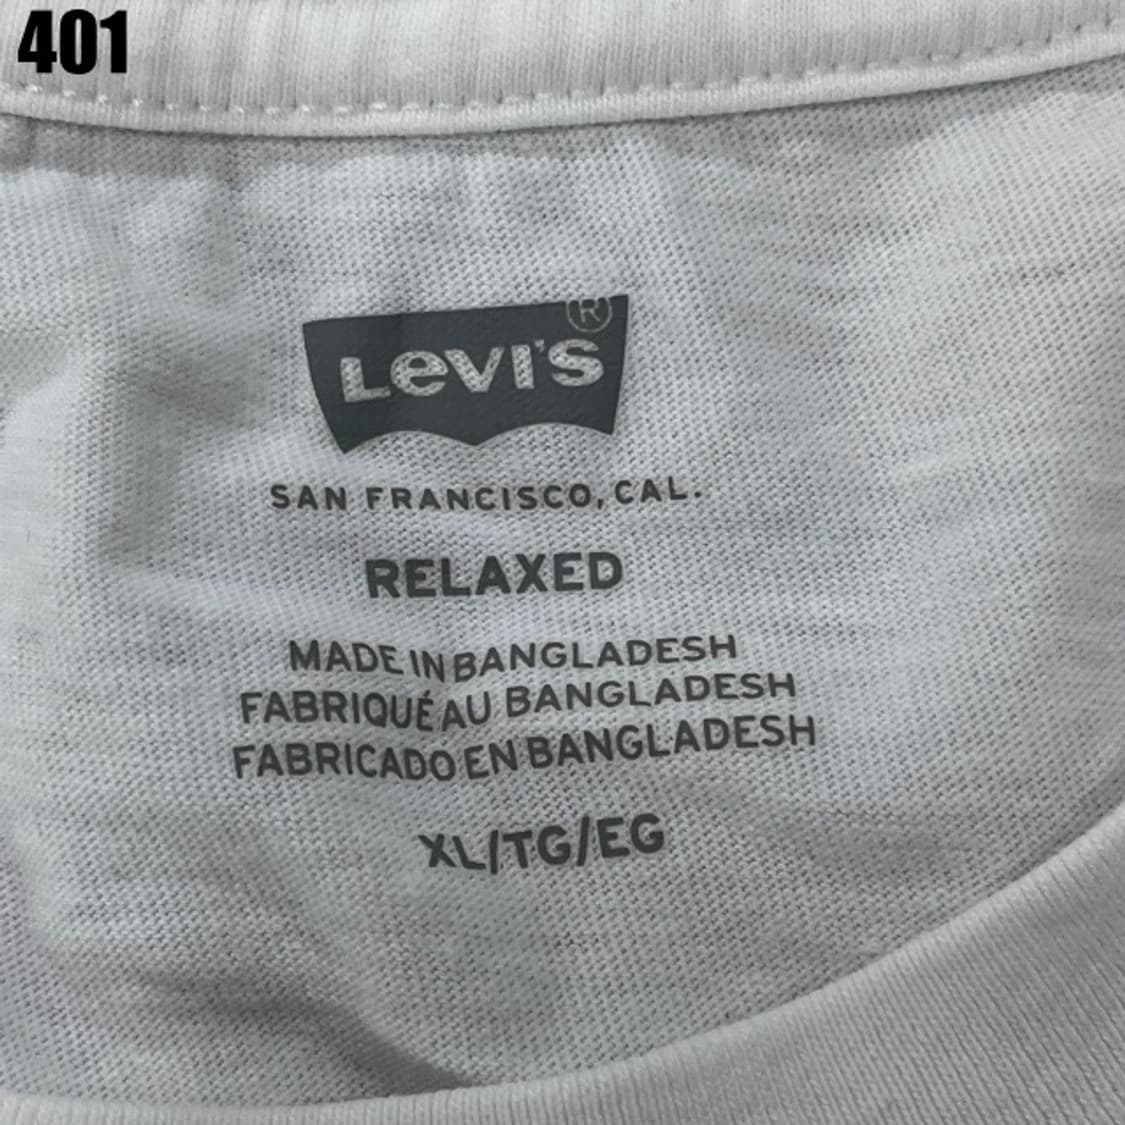 401
Levi's ®
SAN FRANCISCO, CAL.
RELAXED
MADE IN BANGLADESH
FABRIQUÉ AU BANGLADESH
FABRICADO EN BANGLADESH
XL/TG/EG